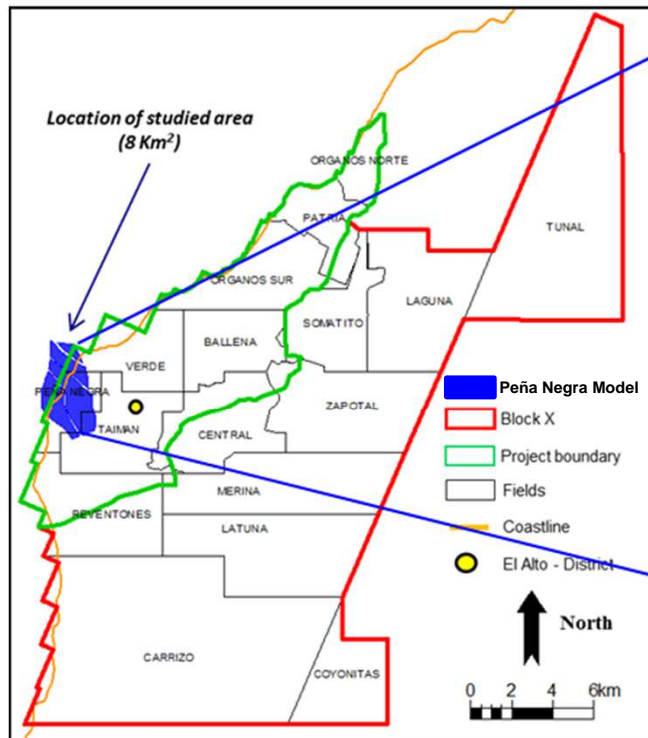 Location of studied area
(8 Km²)
ORGANOS NORTE
PATRIA
TUNAL
ORGANOS SUR
LAGUNA
SOMATITO
BALLENA
VERDE
PEÑA NEGRA
TAIMAN
ZAPOTAL
CENTRAL
MERINA
REVENTONES
LATUNA
CARRIZO
COYONITAS
Peña Negra Model
Block X
Project boundary
Fields
Coastline
El Alto - District
North
0 2 4 6km